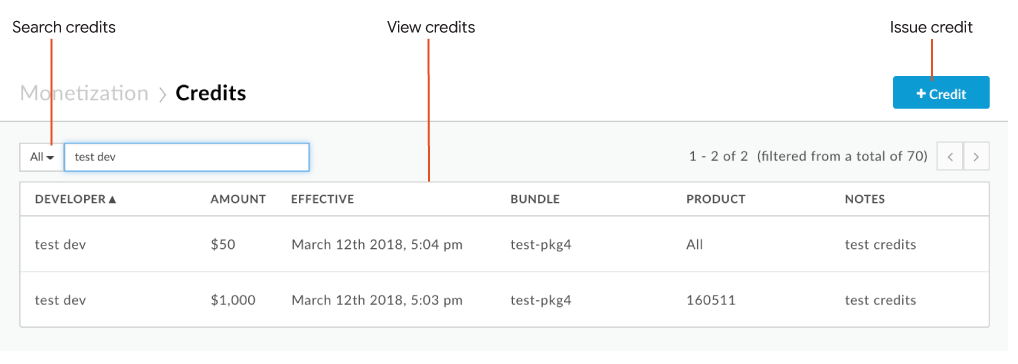 Search credits View credits Issue credit
Monetization > Credits + Credit
All test dev 1 - 2 of 2 (filtered from a total of 70) < >
DEVELOPER▲ AMOUNT EFFECTIVE BUNDLE PRODUCT NOTES
test dev $50 March 12th 2018, 5:04 pm test-pkg4 All test credits
test dev $1,000 March 12th 2018, 5:03 pm test-pkg4 160511 test credits